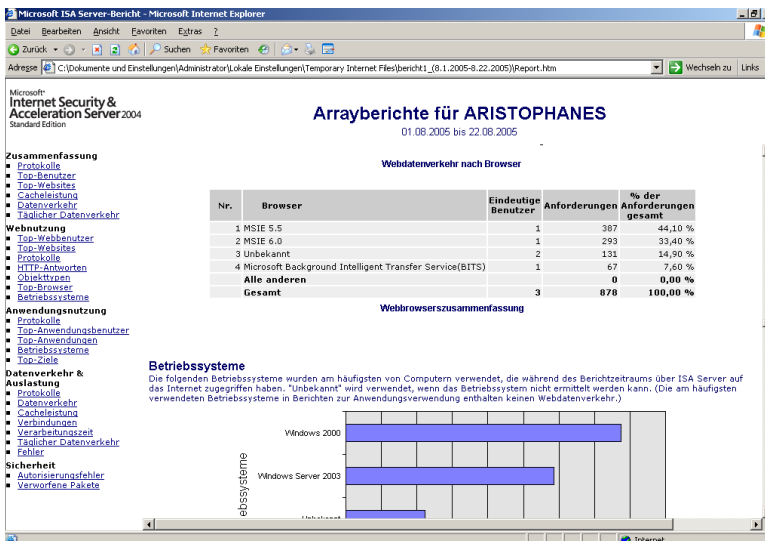 Microsoft ISA Server-Bericht - Microsoft Internet Explorer
Datei Bearbeiten Ansicht Favoriten Extras ?
Zurück Suchen Favoriten
Adresse C:\Dokumente und Einstellungen\Administrator\Lokale Einstellungen\Temporary Internet Files\bericht1_(8.1.2005-8.22.2005)\Report.htm Wechseln zu Links
Microsoft
Internet Security &
Acceleration Server 2004
Standard Edition
Arrayberichte für ARISTOPHANES
01.08.2005 bis 22.08.2005
Zusammenfassung
Protokolle
Top-Benutzer
Top-Websites
Cacheleistung
Datenverkehr
Täglicher Datenverkehr
Webnutzung
Top-Webbenutzer
Top-Websites
Protokolle
HTTP-Antworten
Objekttypen
Top-Browser
Betriebssysteme
Anwendungsnutzung
Protokolle
Top-Anwendungsbenutzer
Top-Anwendungen
Betriebssysteme
Top-Ziele
Datenverkehr &
Auslastung
Protokolle
Datenverkehr
Cacheleistung
Verbindungen
Verarbeitungszeit
Täglicher Datenverkehr
Fehler
Sicherheit
Autorisierungsfehler
Verworfene Pakete
Webdatenverkehr nach Browser
Nr. Browser Eindeutige Benutzer Anforderungen % der Anforderungen gesamt
1 MSIE 5.5 1 387 44,10 %
2 MSIE 6.0 1 293 33,40 %
3 Unbekannt 2 131 14,90 %
4 Microsoft Background Intelligent Transfer Service(BITS) 1 67 7,60 %
Alle anderen 0 0,00 %
Gesamt 3 878 100,00 %
Webbrowserszusammenfassung
Betriebssysteme
Die folgenden Betriebssysteme wurden am häufigsten von Computern verwendet, die während des Berichtzeitraums über ISA Server auf
das Internet zugegriffen haben. "Unbekannt" wird verwendet, wenn das Betriebssystem nicht ermittelt werden kann. (Die am häufigsten
verwendeten Betriebssysteme in Berichten zur Anwendungsverwendung enthalten keinen Webdatenverkehr.)
Windows 2000
Windows Server 2003
ebssysteme
Internet